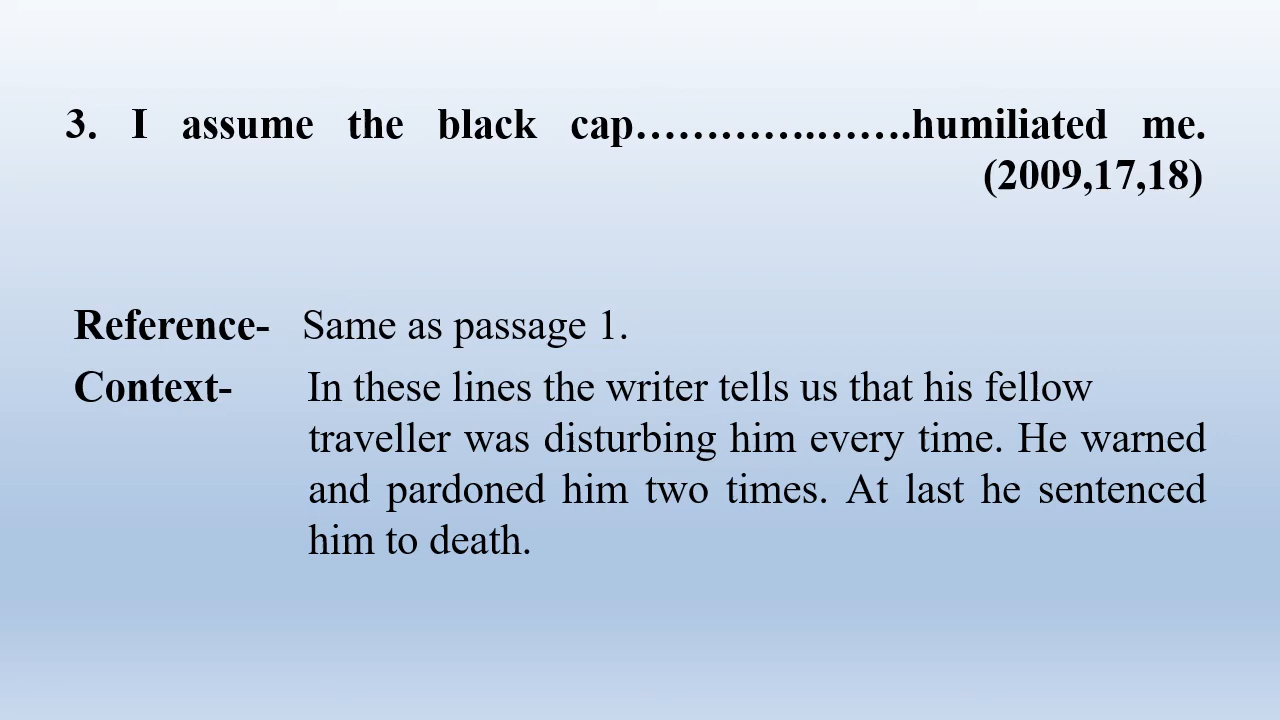 3. I assume the black cap………….…….humiliated me.
(2009,17,18)
Reference- Same as passage 1.
Context- In these lines the writer tells us that his fellow
traveller was disturbing him every time. He warned
and pardoned him two times. At last he sentenced
him to death.